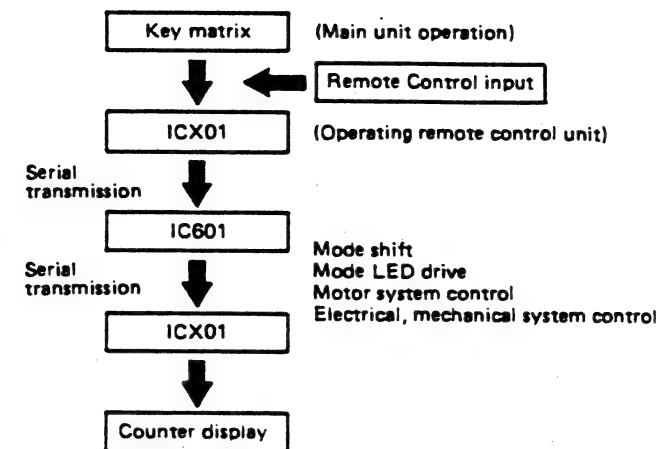 Key matrix (Main unit operation)
Remote Control input
ICX01 (Operating remote control unit)
Serial
transmission
IC601
Mode shift
Mode LED drive
Motor system control
Electrical, mechanical system control
Serial
transmission
ICX01
Counter display